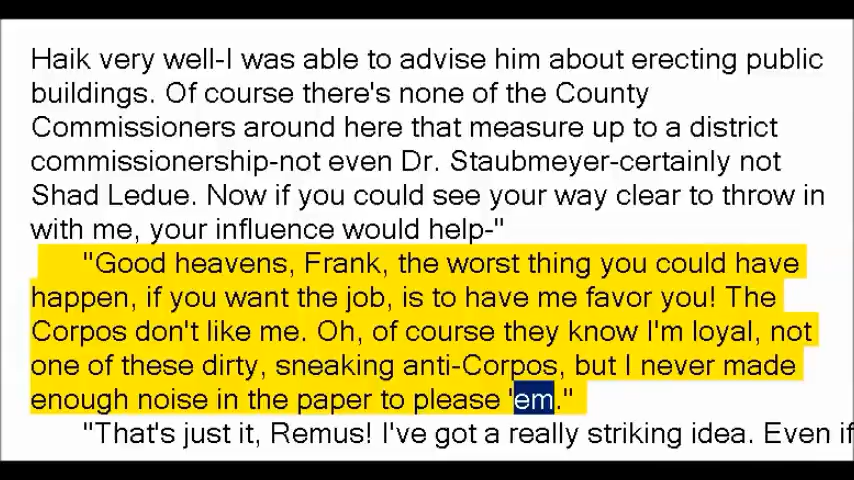 Haik very well-I was able to advise him about erecting public
buildings. Of course there's none of the County
Commissioners around here that measure up to a district
commissionership-not even Dr. Staubmeyer-certainly not
Shad Ledue. Now if you could see your way clear to throw in
with me, your influence would help-"
"Good heavens, Frank, the worst thing you could have
happen, if you want the job, is to have me favor you! The
Corpos don't like me. Oh, of course they know I'm loyal, not
one of these dirty, sneaking anti-Corpos, but I never made
enough noise in the paper to please 'em."
"That's just it, Remus! I've got a really striking idea. Even if